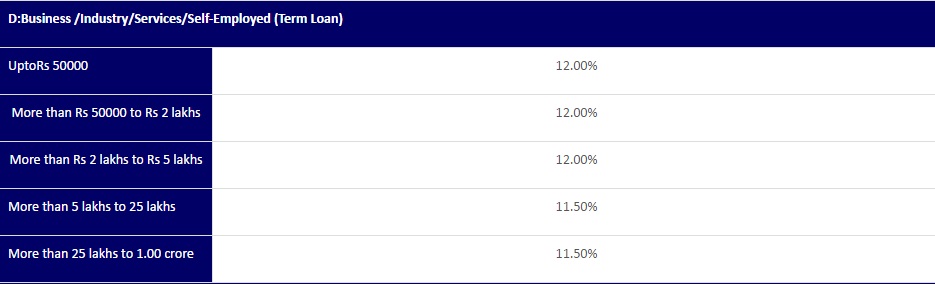 D:Business /Industry/Services/Self-Employed (Term Loan)
UptoRs 50000 12.00%
More than Rs 50000 to Rs 2 lakhs 12.00%
More than Rs 2 lakhs to Rs 5 lakhs 12.00%
More than 5 lakhs to 25 lakhs 11.50%
More than 25 lakhs to 1.00 crore 11.50%